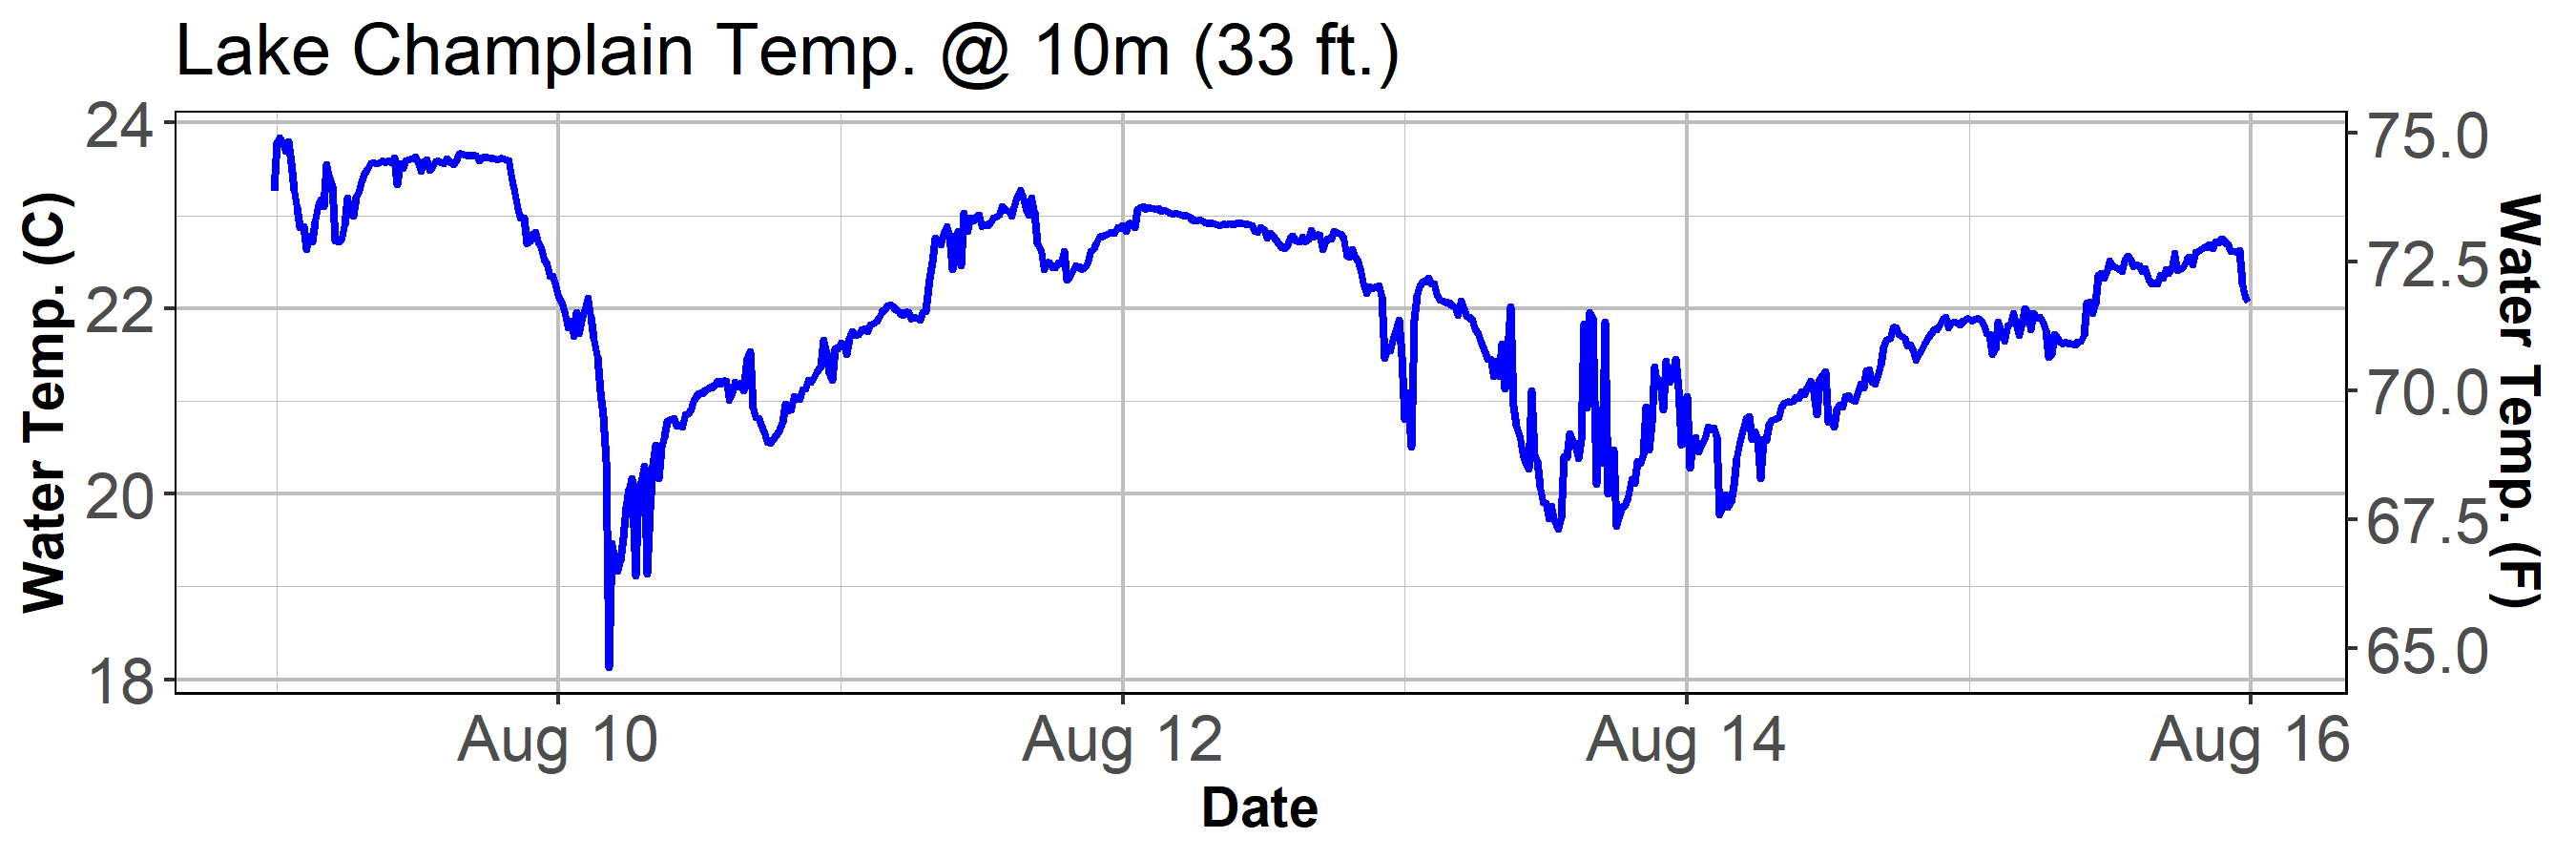 Lake Champlain Temp. @ 10m (33 ft.)
Water Temp. (C)
24
22
20
18
75.0
72.5
70.0
67.5
65.0
Water Temp. (F)
Aug 10
Aug 12
Aug 14
Aug 16
Date